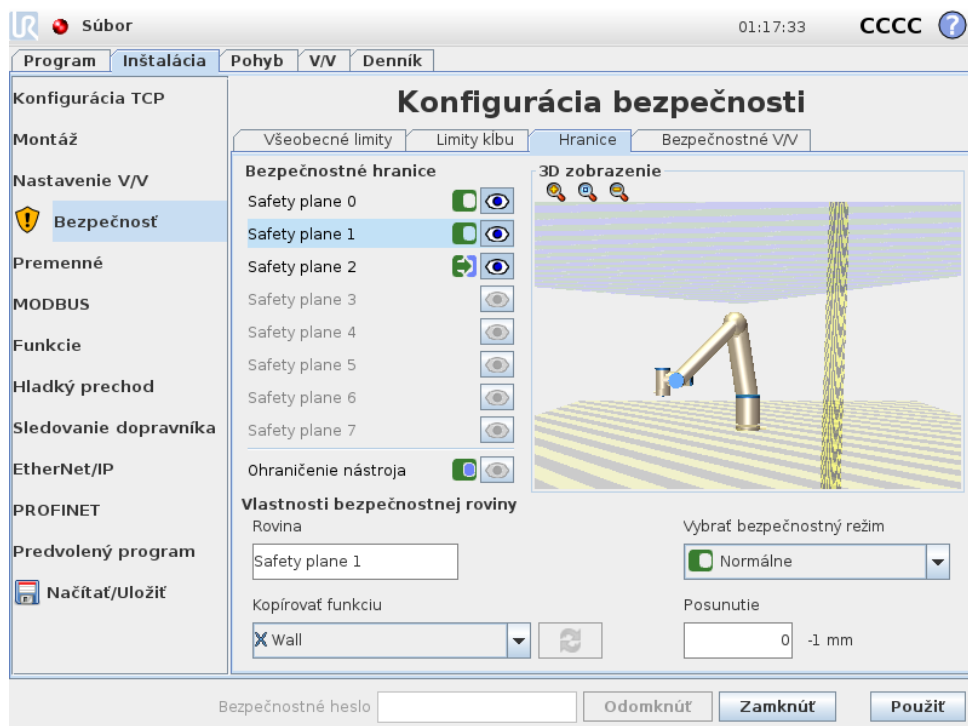 UR Súbor 01:17:33 CCCC ?
Program Inštalácia Pohyb V/V Denník
Konfigurácia TCP
Montáž
Nastavenie V/V
Bezpečnosť
Premenné
MODBUS
Funkcie
Hladký prechod
Sledovanie dopravníka
EtherNet/IP
PROFINET
Predvolený program
Načítať/Uložiť
Konfigurácia bezpečnosti
Všeobecné limity Limity kĺbu Hranice Bezpečnostné V/V
Bezpečnostné hranice
Safety plane 0
Safety plane 1
Safety plane 2
Safety plane 3
Safety plane 4
Safety plane 5
Safety plane 6
Safety plane 7
Ohraničenie nástroja
3D zobrazenie
Vlastnosti bezpečnostnej roviny
Rovina
Safety plane 1
Vybrať bezpečnostný režim
Normálne
Kopírovať funkciu
Wall
Posunutie
0 -1 mm
Bezpečnostné heslo Odomknúť Zamknúť Použiť